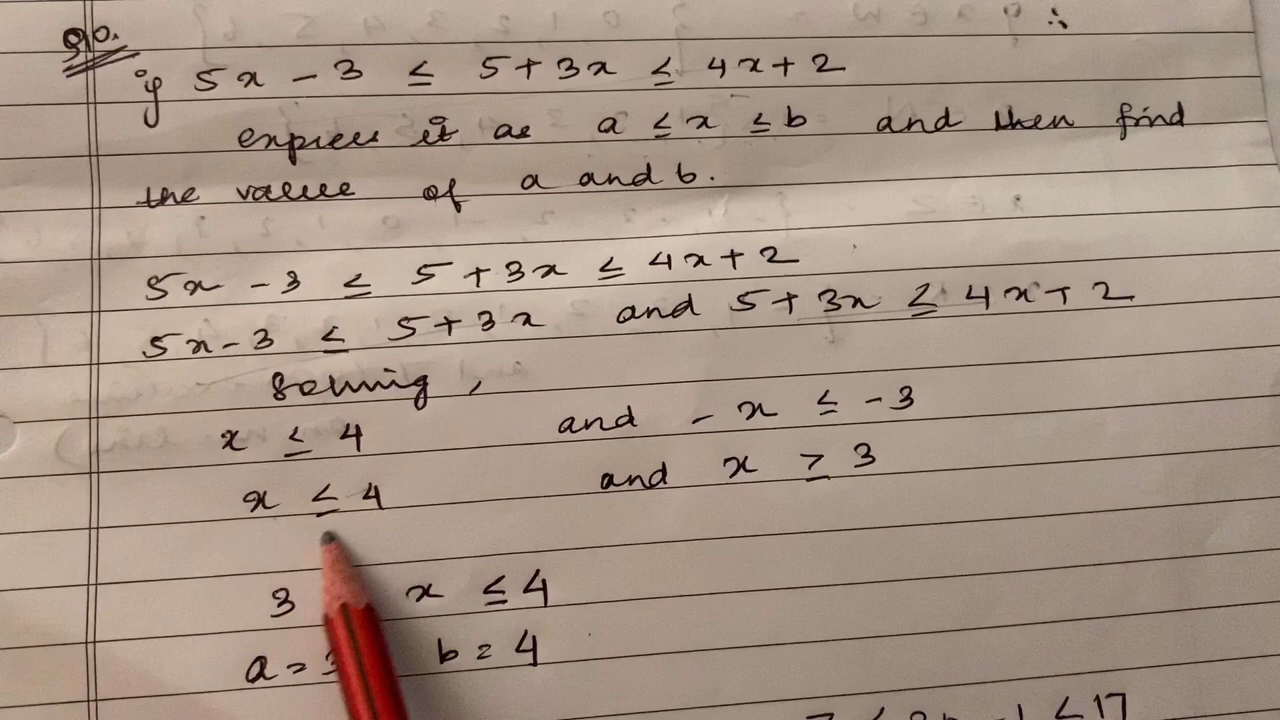 Q10.
if 5x - 3 ≤ 5 + 3x ≤ 4x + 2
express it as a ≤ x ≤ b and then find
the value of a and b.
5x - 3 ≤ 5 + 3x ≤ 4x + 2
5x - 3 ≤ 5 + 3x and 5 + 3x ≤ 4x + 2
Solving,
x ≤ 4 and - x ≤ -3
x ≤ 4 and x ≥ 3
3 x ≤ 4
a = 3 b = 4